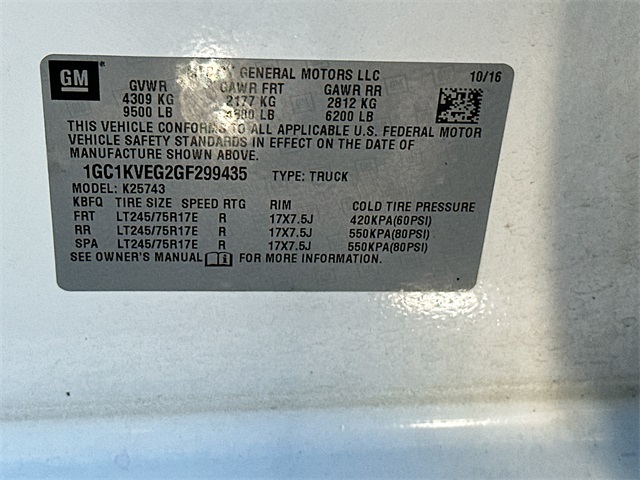 GM
GENERAL MOTORS LLC 10/16
GVWR GAWR FRT GAWR RR
4309 KG 2177 KG 2812 KG
9500 LB LB 6200 LB
THIS VEHICLE CONFORMS TO ALL APPLICABLE U.S. FEDERAL MOTOR
VEHICLE SAFETY STANDARDS IN EFFECT ON THE DATE OF
MANUFACTURE SHOWN ABOVE.
1GC1KVEG2GF299435 TYPE: TRUCK
MODEL: K25743
KBFQ TIRE SIZE SPEED RTG RIM COLD TIRE PRESSURE
FRT LT245/75R17E R 17X7.5J 420KPA(60PSI)
RR LT245/75R17E R 17X7.5J 550KPA(80PSI)
SPA LT245/75R17E R 17X7.5J 550KPA(80PSI)
SEE OWNER'S MANUAL FOR MORE INFORMATION.